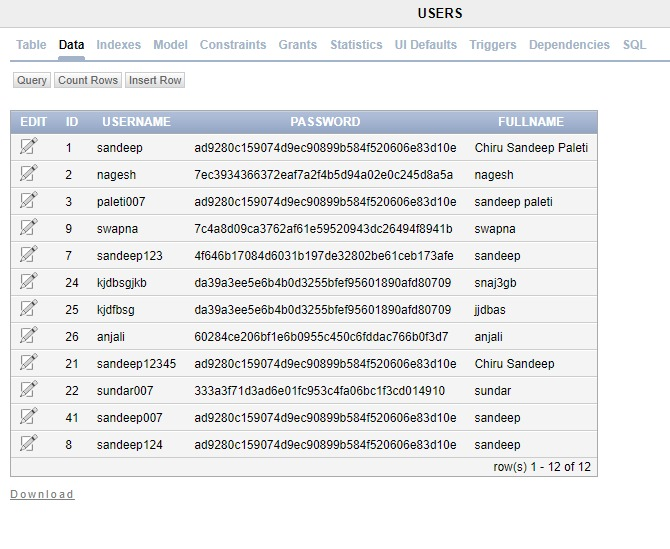 USERS
Table Data Indexes Model Constraints Grants Statistics UI Defaults Triggers Dependencies SQL
Query Count Rows Insert Row
EDIT ID USERNAME PASSWORD FULLNAME
1 sandeep ad9280c159074d9ec90899b584f520606e83d10e Chiru Sandeep Paleti
2 nagesh 7ec3934366372eaf7a2f4b5d94a02e0c245d8a5a nagesh
3 paleti007 ad9280c159074d9ec90899b584f520606e83d10e sandeep paleti
9 swapna 7c4a8d09ca3762af61e59520943dc26494f8941b swapna
7 sandeep123 4f646b17084d6031b197de32802be61ceb173afe sandeep
24 kjdbsgjkb da39a3ee5e6b4b0d3255bfef95601890afd80709 snaj3gb
25 kjdfbsg da39a3ee5e6b4b0d3255bfef95601890afd80709 jjdbas
26 anjali 60284ce206bf1e6b0955c450c6fddac766b0f3d7 anjali
21 sandeep12345 ad9280c159074d9ec90899b584f520606e83d10e Chiru Sandeep
22 sundar007 333a3f71d3ad6e01fc953c4fa06bc1f3cd014910 sundar
41 sandeep007 ad9280c159074d9ec90899b584f520606e83d10e sandeep
8 sandeep124 ad9280c159074d9ec90899b584f520606e83d10e sandeep
row(s) 1 - 12 of 12
Download